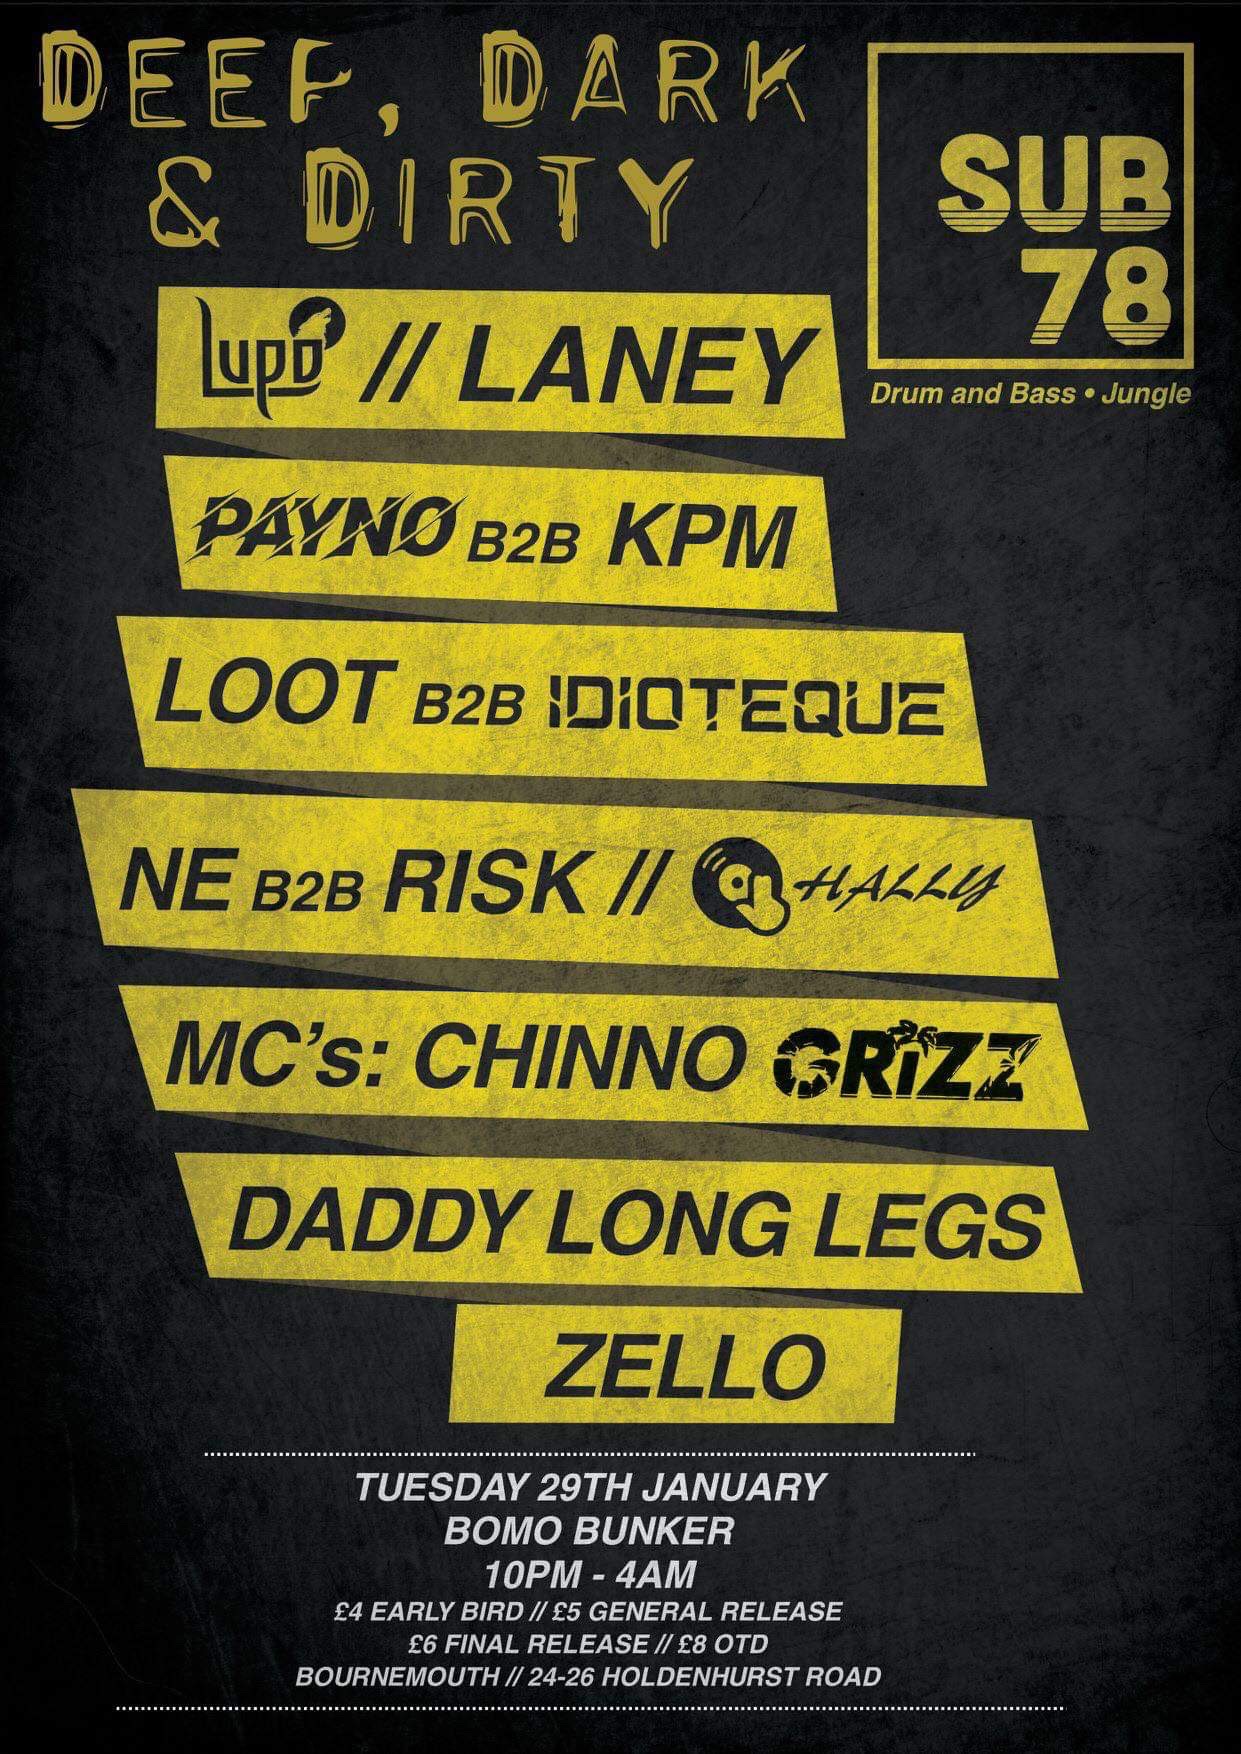 DEEP, DARK
& DIRTY
SUB
78
Drum and Bass • Jungle
LUPO // LANEY
PAYNO B2B KPM
LOOT B2B IDIOTEQUE
NE B2B RISK // HALLY
MC's: CHINNO GRIZZ
DADDY LONG LEGS
ZELLO
TUESDAY 29TH JANUARY
BOMO BUNKER
10PM - 4AM
£4 EARLY BIRD // £5 GENERAL RELEASE
£6 FINAL RELEASE // £8 OTD
BOURNEMOUTH // 24-26 HOLDENHURST ROAD